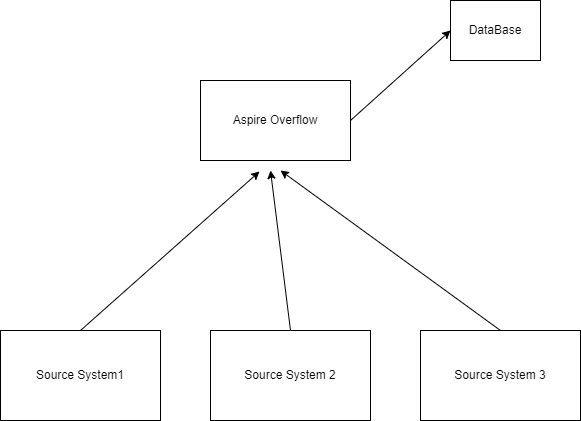 DataBase
Aspire Overflow
Source System1
Source System 2
Source System 3